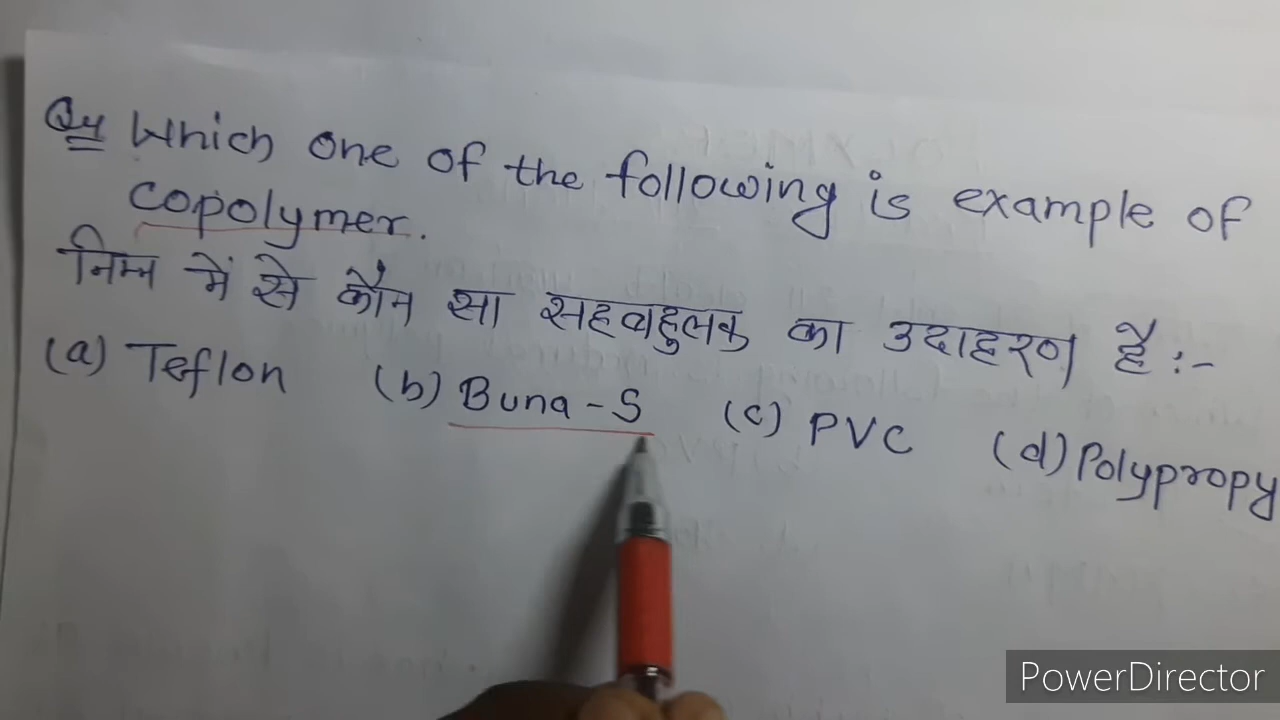 Q4 Which one of the following is example of
copolymer.
निम्न में से कौन सा सहबहुलक का उदाहरण है :-
(a) Teflon (b) Buna-S (c) PVC (d) Polypropy
PowerDirector